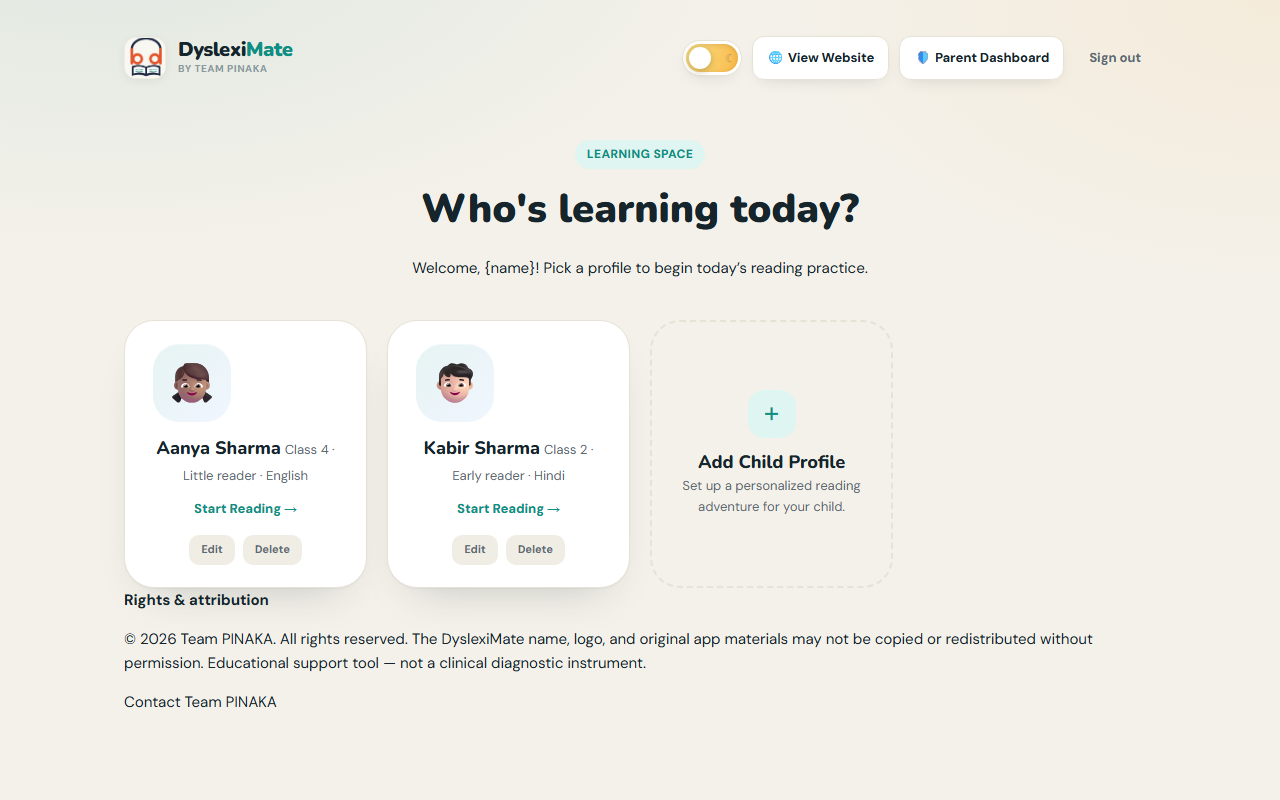 DyslexiMate
BY TEAM PINAKA
View Website
Parent Dashboard
Sign out
LEARNING SPACE
Who's learning today?
Welcome, {name}! Pick a profile to begin today’s reading practice.
Aanya Sharma Class 4 ·
Little reader · English
Start Reading →
Edit
Delete
Kabir Sharma Class 2 ·
Early reader · Hindi
Start Reading →
Edit
Delete
+
Add Child Profile
Set up a personalized reading
adventure for your child.
Rights & attribution
© 2026 Team PINAKA. All rights reserved. The DyslexiMate name, logo, and original app materials may not be copied or redistributed without
permission. Educational support tool — not a clinical diagnostic instrument.
Contact Team PINAKA